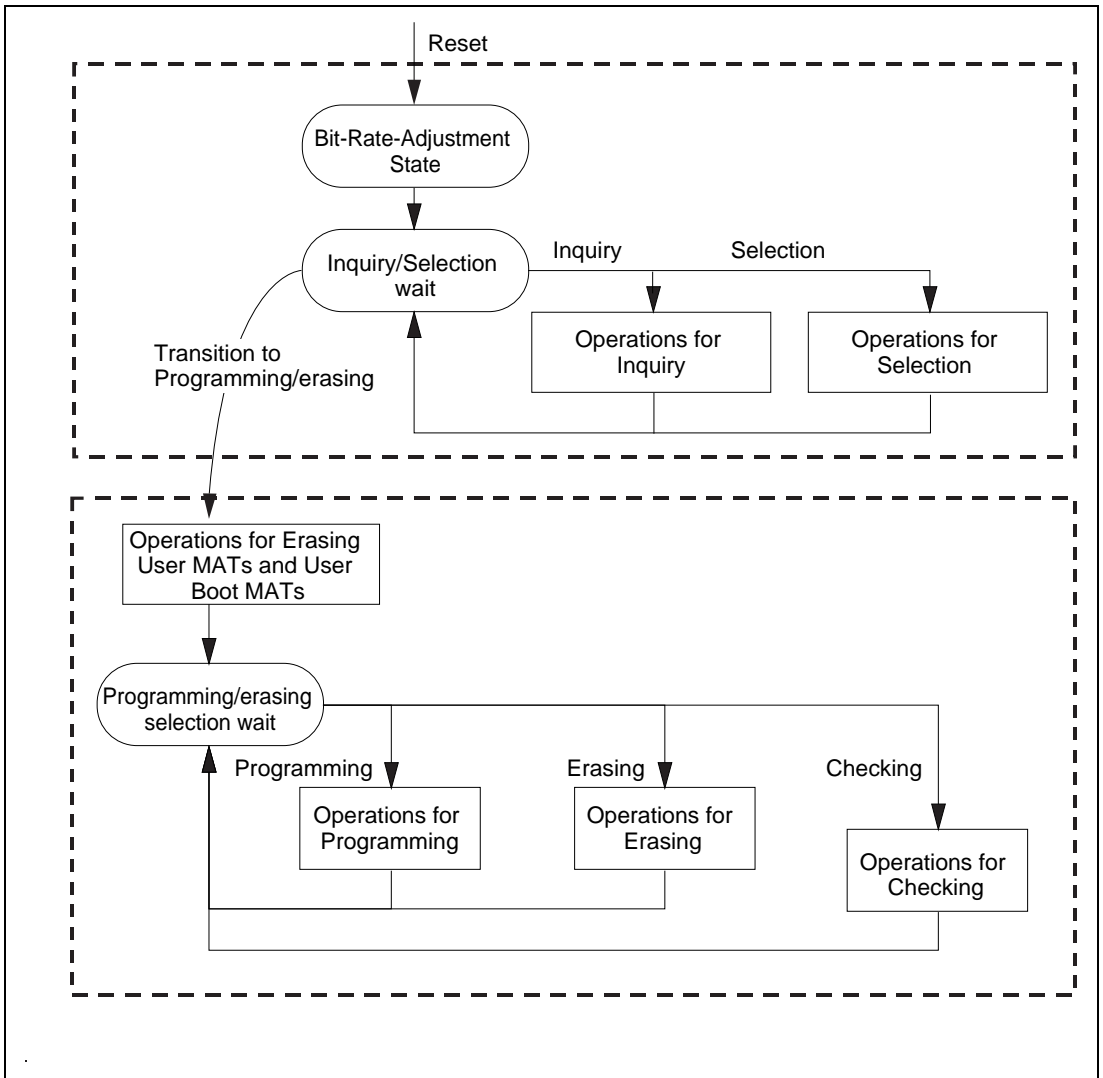 Reset
Bit-Rate-Adjustment
State
Inquiry/Selection
wait
Inquiry
Selection
Operations for
Inquiry
Operations for
Selection
Transition to
Programming/erasing
Operations for Erasing
User MATs and User
Boot MATs
Programming/erasing
selection wait
Programming
Erasing
Checking
Operations for
Programming
Operations for
Erasing
Operations for
Checking
.